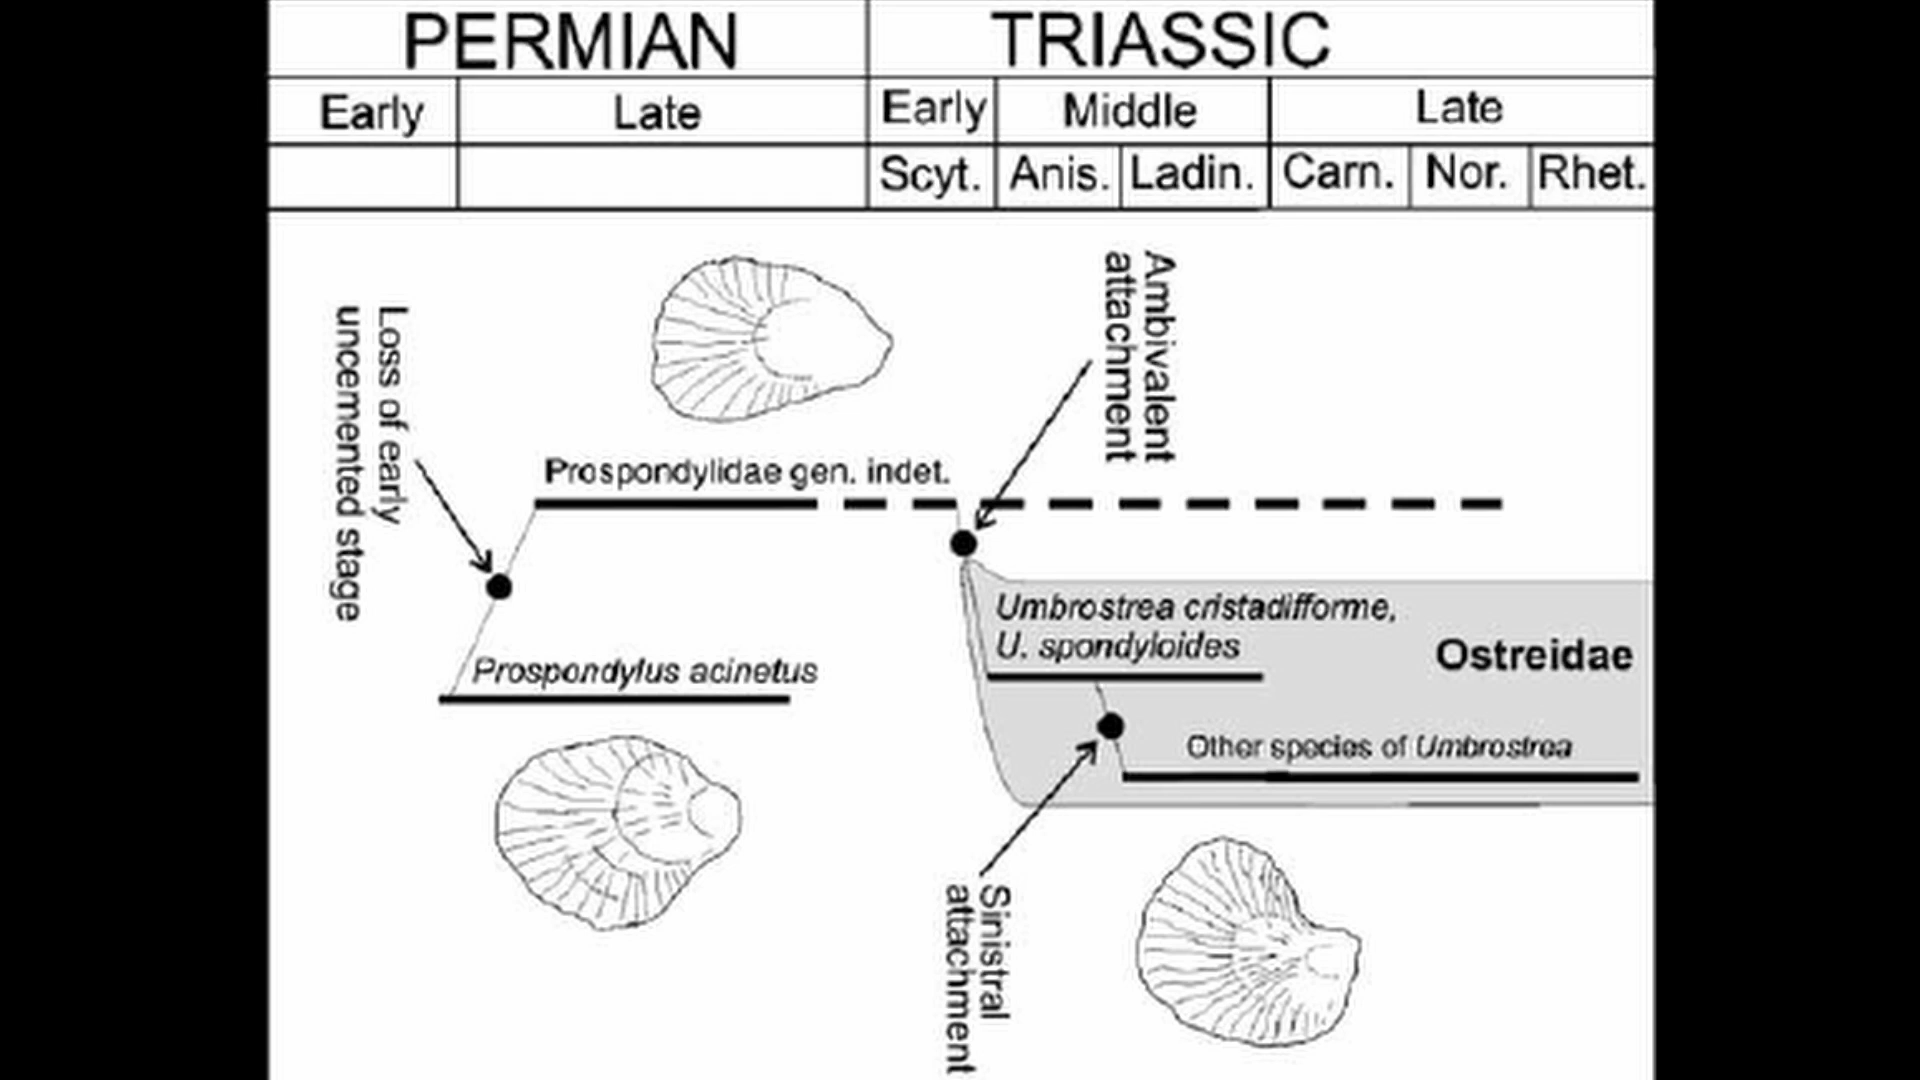 PERMIAN
TRIASSIC
Early
Late
Early
Middle
Late
Scyt.
Anis.
Ladin.
Carn.
Nor.
Rhet.
Loss of early
uncemented stage
Ambivalent
attachment
Prospondylidae gen. indet.
Umbrostrea cristadifforme,
U. spondyloides
Ostreidae
Prospondylus acinetus
Other species of Umbrostrea
Sinistral
attachment